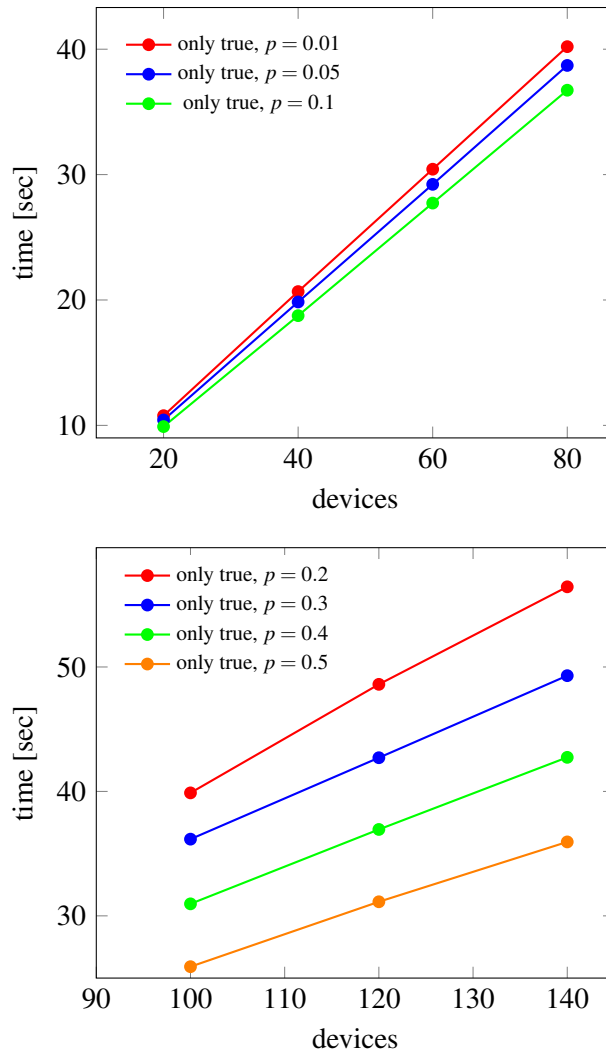 40
30
20
10
time [sec]
only true, p = 0.01
only true, p = 0.05
only true, p = 0.1
20 40 60 80
devices
50
40
30
time [sec]
only true, p = 0.2
only true, p = 0.3
only true, p = 0.4
only true, p = 0.5
90 100 110 120 130 140
devices